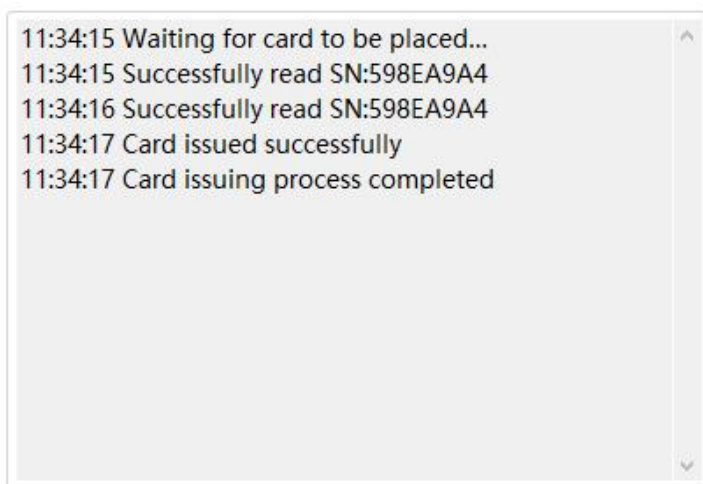 11:34:15 Waiting for card to be placed...
11:34:15 Successfully read SN:598EA9A4
11:34:16 Successfully read SN:598EA9A4
11:34:17 Card issued successfully
11:34:17 Card issuing process completed